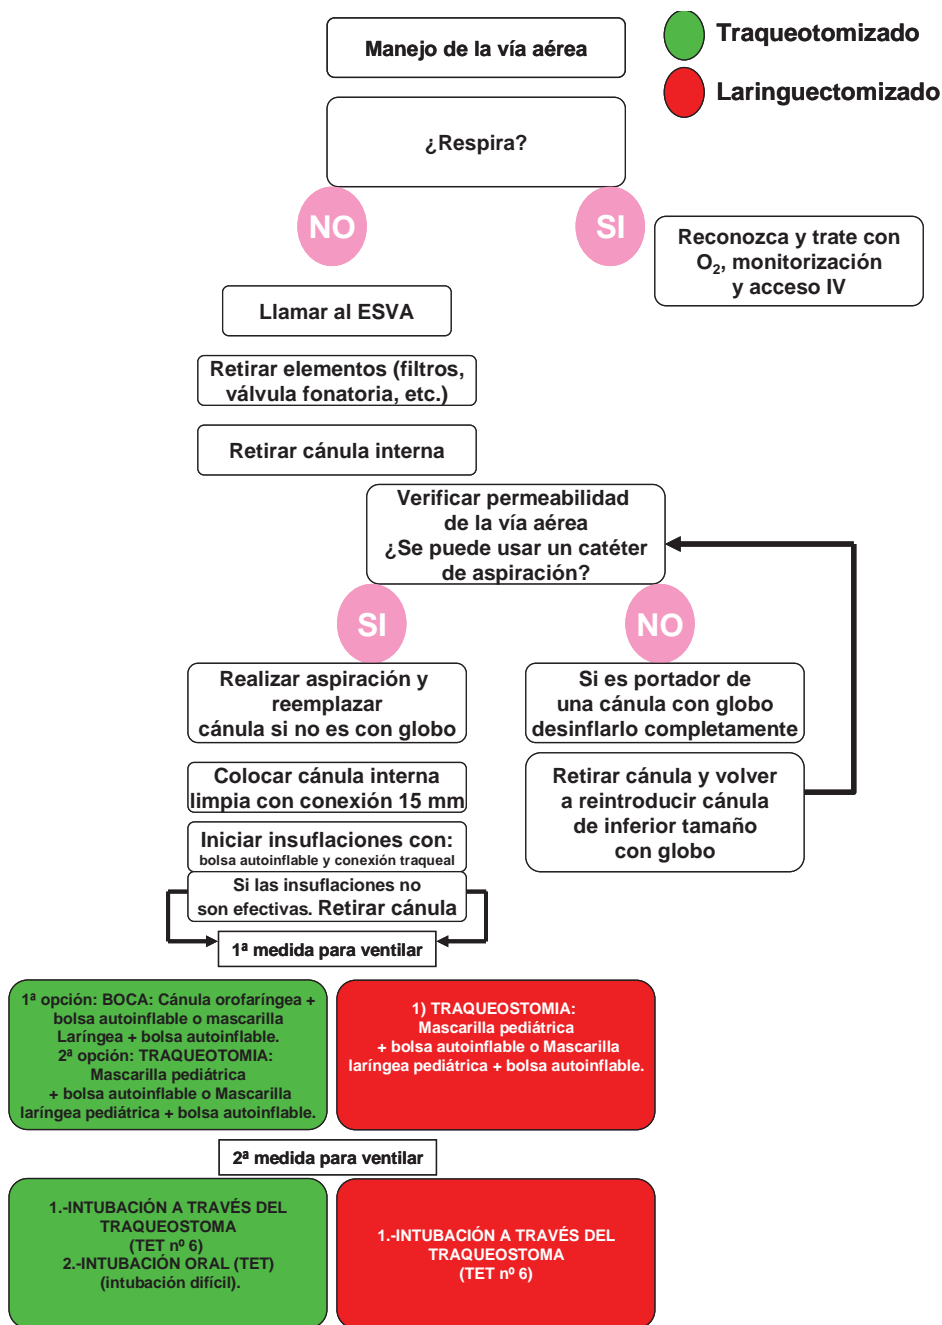 Manejo de la vía aérea
Traqueotomizado
Laringuectomizado
¿Respira?
NO
SI
Reconozca y trate con
O₂, monitorización
y acceso IV
Llamar al ESVA
Retirar elementos (filtros,
válvula fonatoria, etc.)
Retirar cánula interna
Verificar permeabilidad
de la vía aérea
¿Se puede usar un catéter
de aspiración?
SI
NO
Realizar aspiración y
reemplazar
cánula si no es con globo
Si es portador de
una cánula con globo
desinflarlo completamente
Colocar cánula interna
limpia con conexión 15 mm
Retirar cánula y volver
a reintroducir cánula
de inferior tamaño
con globo
Iniciar insuflaciones con:
bolsa autoinflable y conexión traqueal
Si las insuflaciones no
son efectivas. Retirar cánula
1ª medida para ventilar
1ª opción: BOCA: Cánula orofaríngea +
bolsa autoinflable o mascarilla
Laríngea + bolsa autoinflable.
2ª opción: TRAQUEOTOMIA:
Mascarilla pediátrica
+ bolsa autoinflable o Mascarilla
laríngea pediátrica + bolsa autoinflable.
1) TRAQUEOSTOMIA:
Mascarilla pediátrica
+ bolsa autoinflable o Mascarilla
laríngea pediátrica + bolsa autoinflable.
2ª medida para ventilar
1.-INTUBACIÓN A TRAVÉS DEL
TRAQUEOSTOMA
(TET nº 6)
2.-INTUBACIÓN ORAL (TET)
(intubación difícil).
1.-INTUBACIÓN A TRAVÉS DEL
TRAQUEOSTOMA
(TET nº 6)